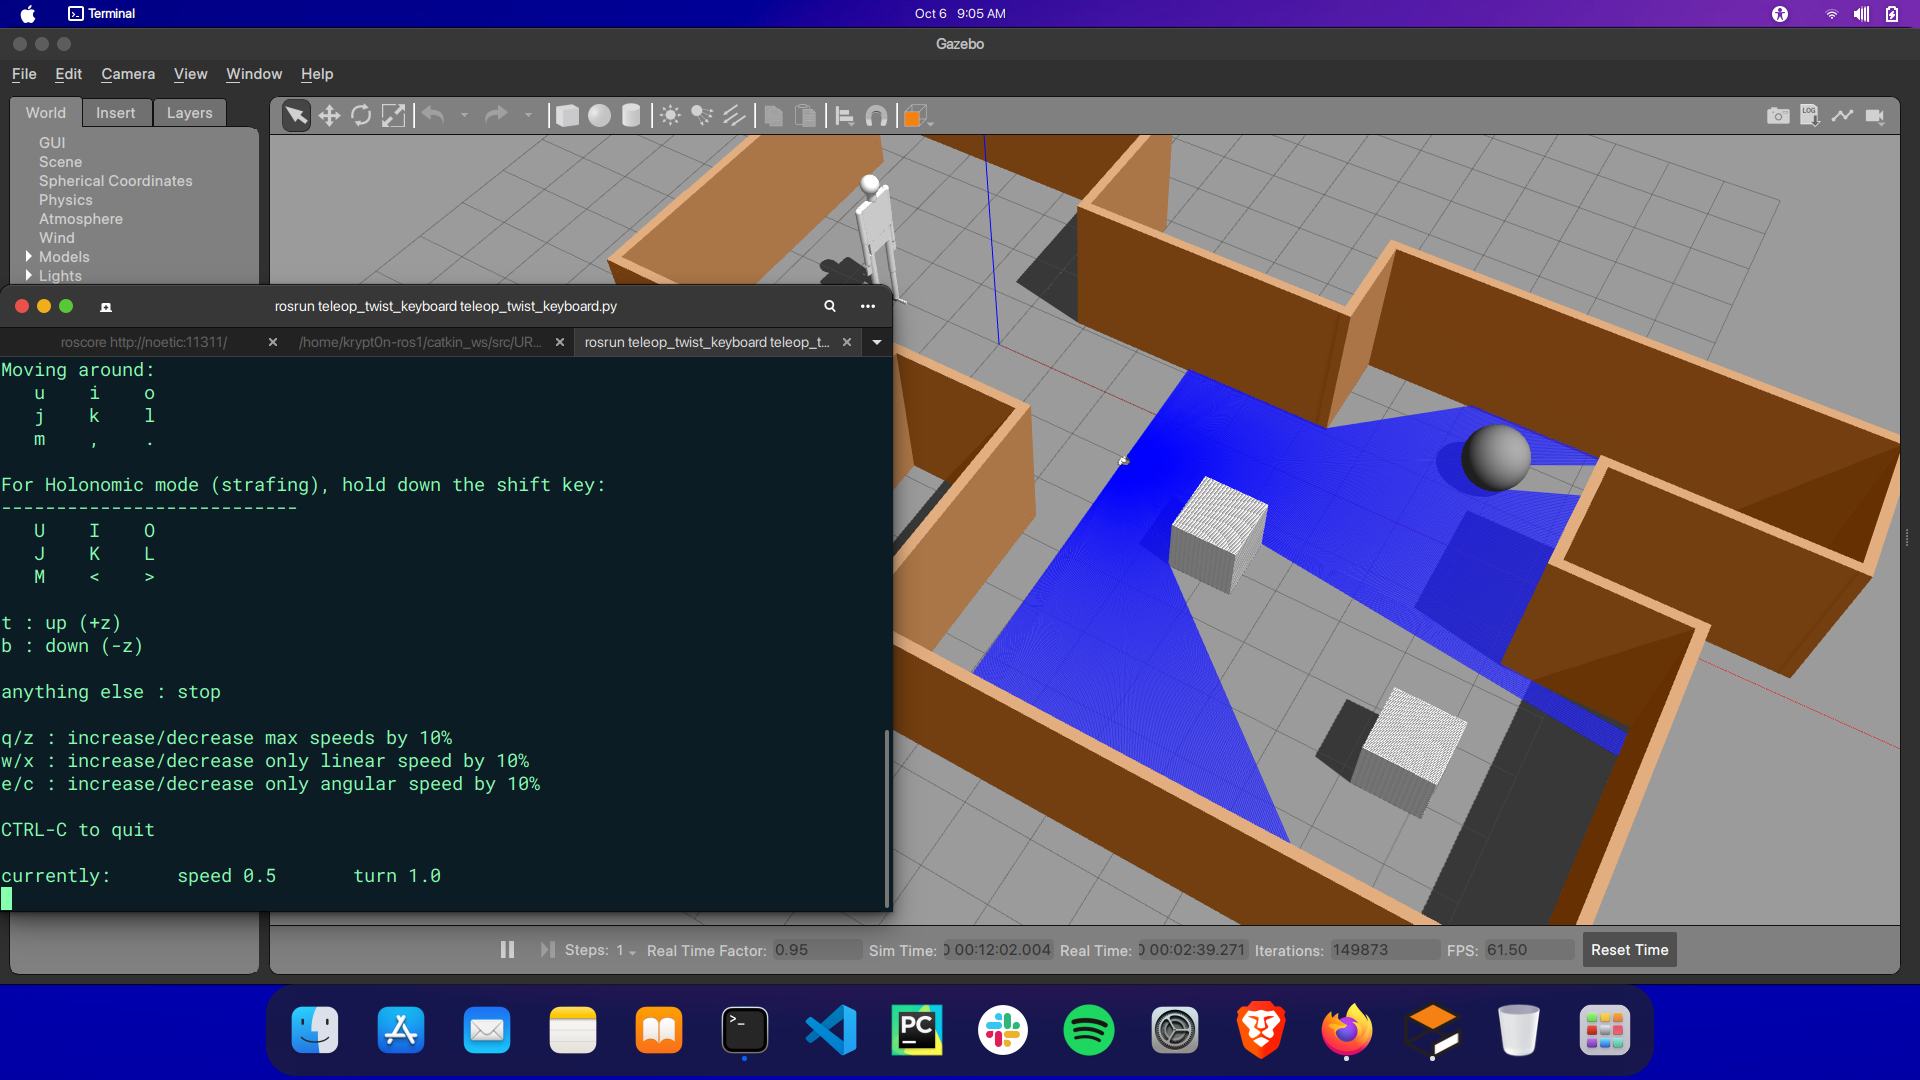 Terminal
Oct 6 9:05 AM
Gazebo
File Edit Camera View Window Help
World Insert Layers
GUI
Scene
Spherical Coordinates
Physics
Atmosphere
Wind
Models
Lights
LOG
rosrun teleop_twist_keyboard teleop_twist_keyboard.py
roscore http://noetic:11311/
/home/krypt0n-ros1/catkin_ws/src/UR...
rosrun teleop_twist_keyboard teleop_t...
Moving around:
u i o
j k l
m , .
For Holonomic mode (strafing), hold down the shift key:
---------------------------
U I O
J K L
M < >
t : up (+z)
b : down (-z)
anything else : stop
q/z : increase/decrease max speeds by 10%
w/x : increase/decrease only linear speed by 10%
e/c : increase/decrease only angular speed by 10%
CTRL-C to quit
currently: speed 0.5 turn 1.0
Steps: 1 Real Time Factor: 0.95 Sim Time: 00:12:02.004 Real Time: 00:02:39.271 Iterations: 149873 FPS: 61.50 Reset Time
>_
PC